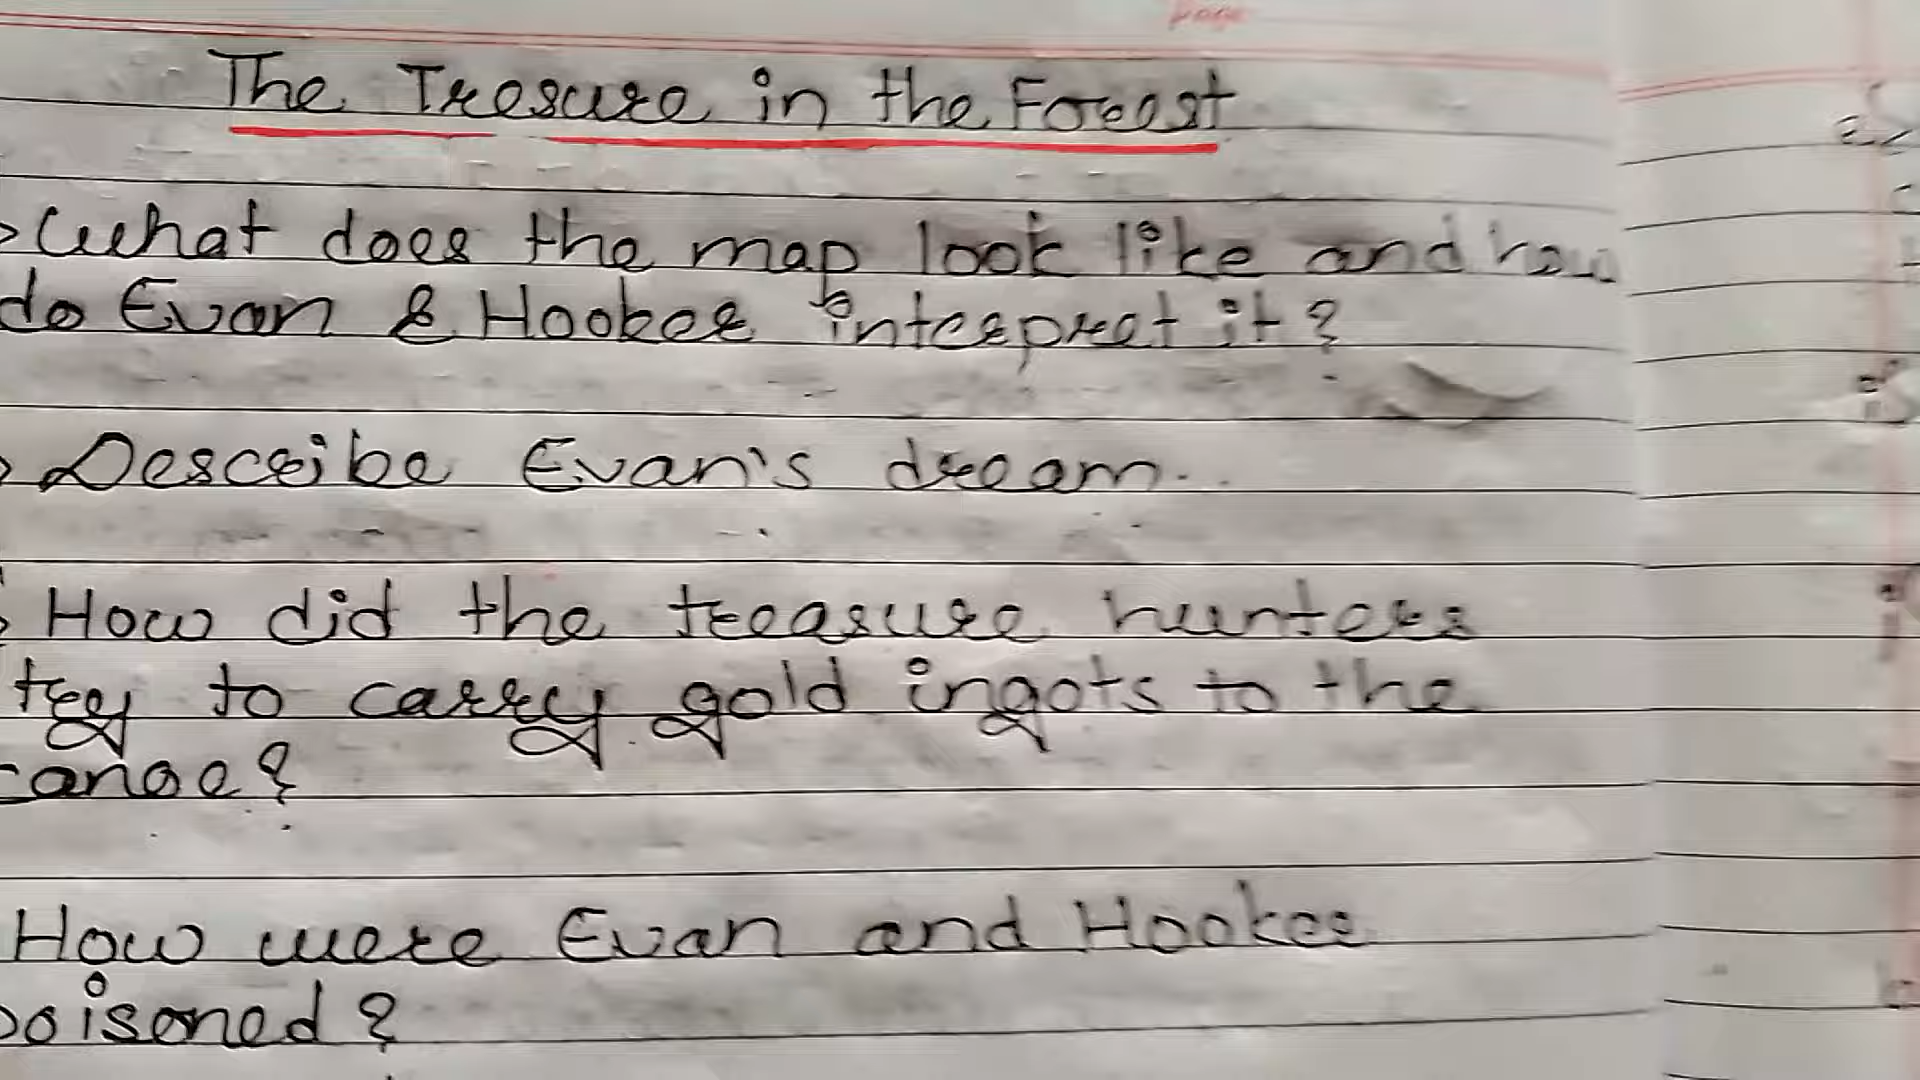 page
The Tresure in the Forest
What does the map look like and how
do Evan & Hooker interpret it?
Describe Evan's dream.
How did the treasure hunters
try to carry gold ingots to the
canoe?
How were Evan and Hooker
poisoned?